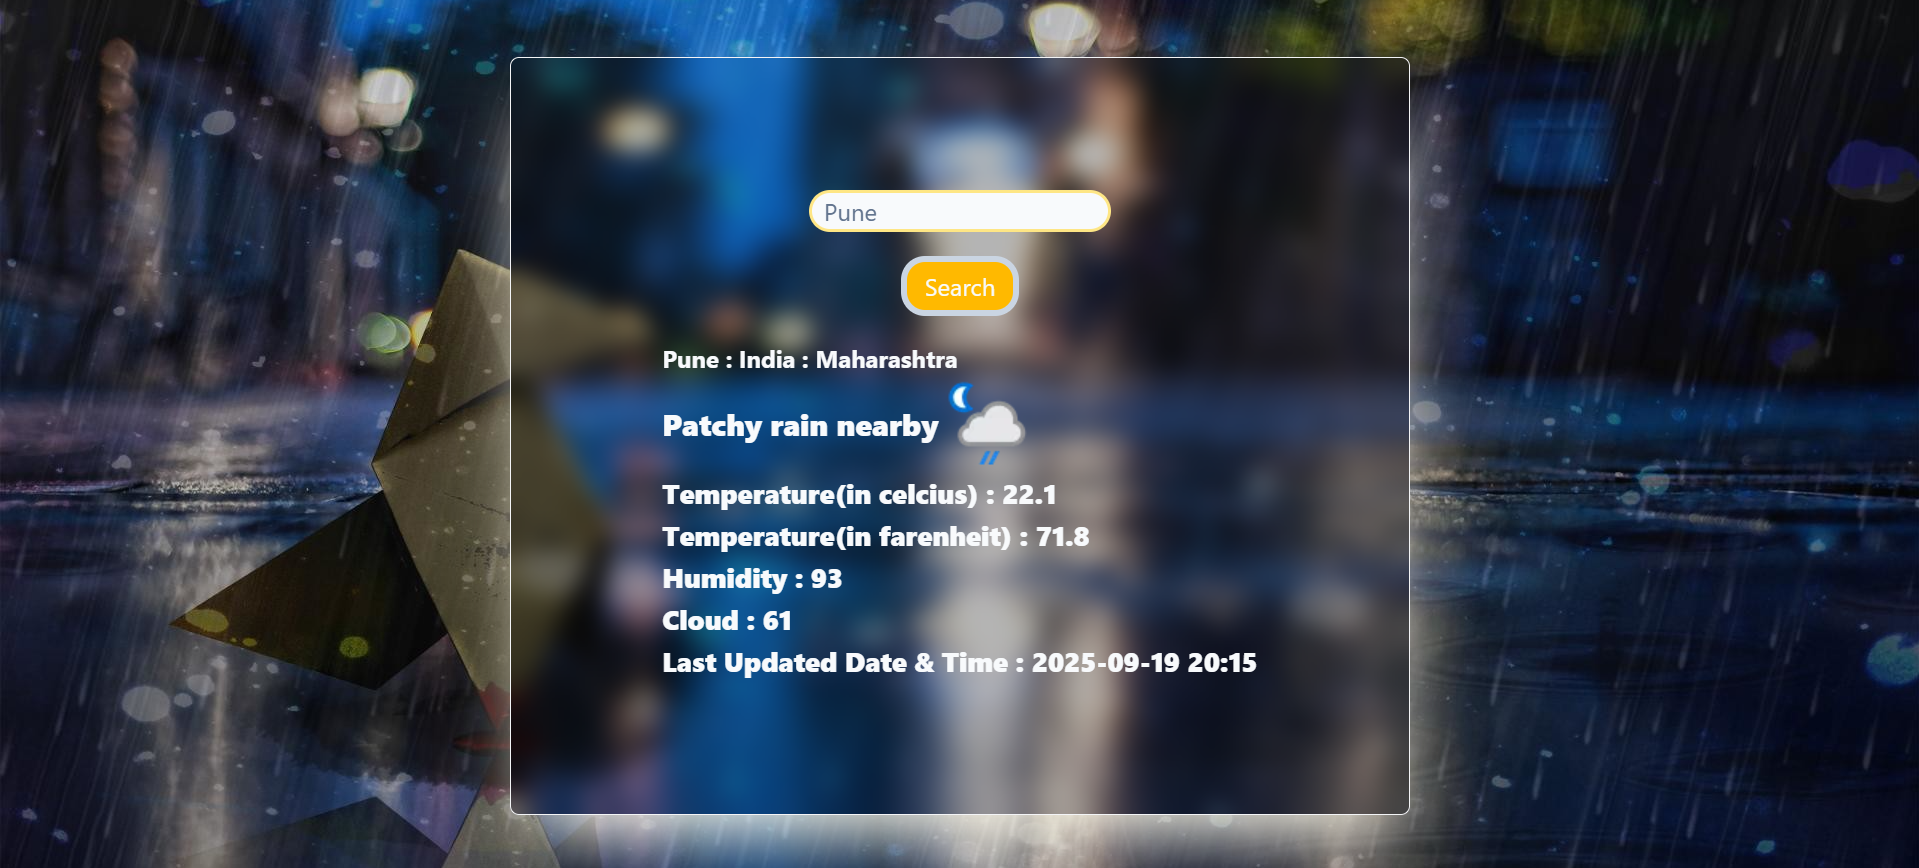 Pune
Search
Pune : India : Maharashtra
Patchy rain nearby
Temperature(in celcius) : 22.1
Temperature(in farenheit) : 71.8
Humidity : 93
Cloud : 61
Last Updated Date & Time : 2025-09-19 20:15